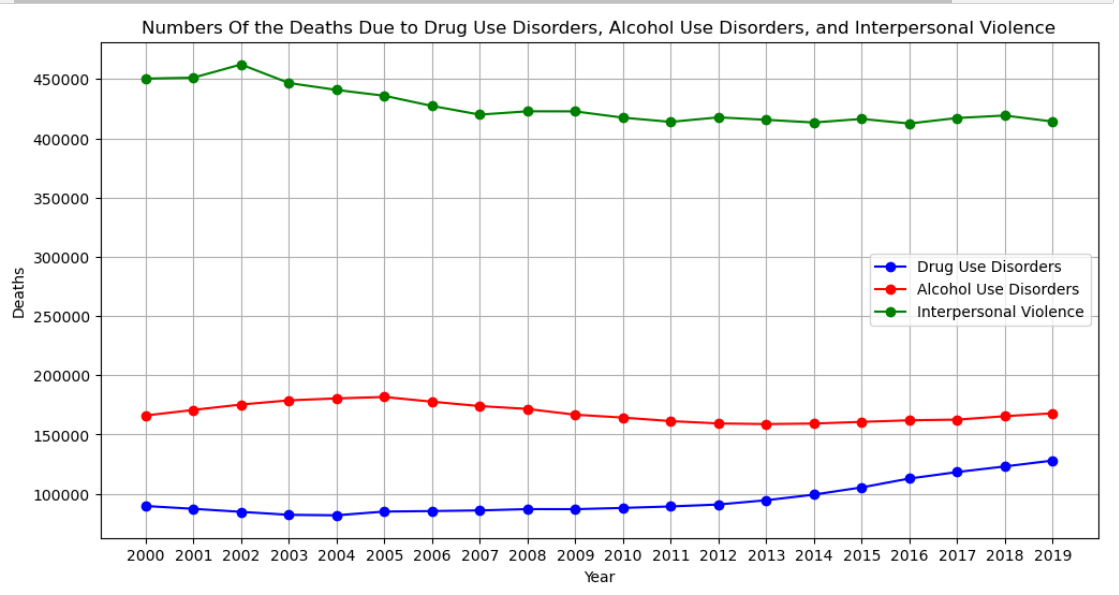 Numbers Of the Deaths Due to Drug Use Disorders, Alcohol Use Disorders, and Interpersonal Violence
450000
400000
350000
300000
250000
200000
150000
100000
Deaths
Drug Use Disorders
Alcohol Use Disorders
Interpersonal Violence
2000 2001 2002 2003 2004 2005 2006 2007 2008 2009 2010 2011 2012 2013 2014 2015 2016 2017 2018 2019
Year